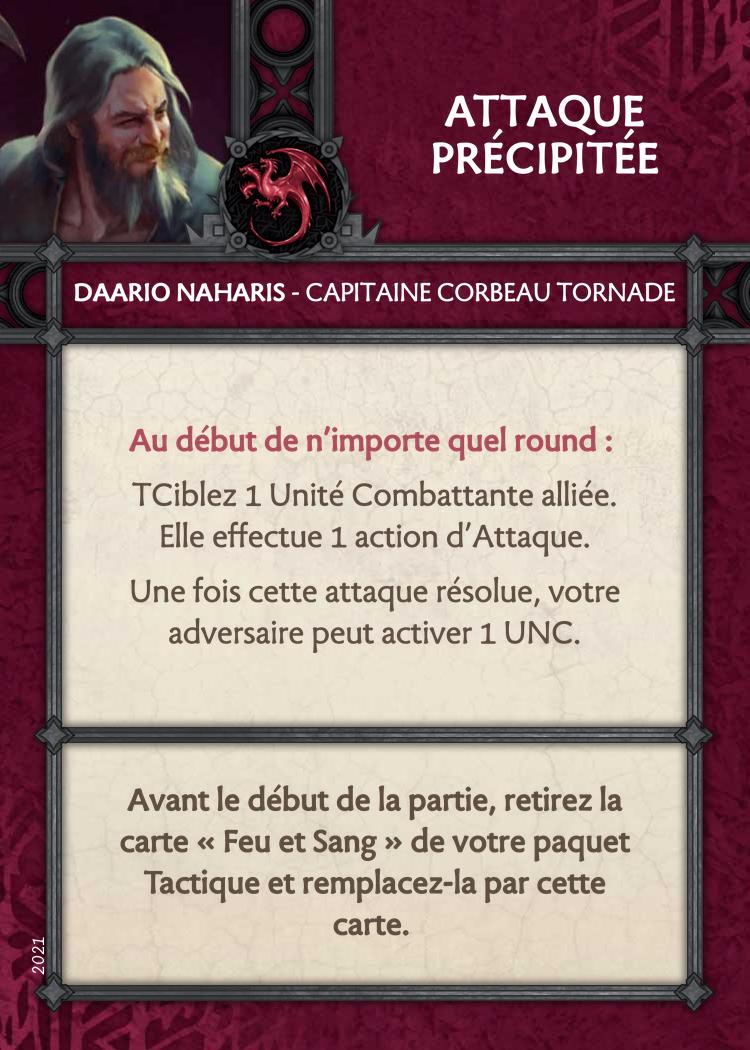 ATTAQUE
PRÉCIPITÉE
DAARIO NAHARIS - CAPITAINE CORBEAU TORNADE
Au début de n’importe quel round :
TCiblez 1 Unité Combattante alliée.
Elle effectue 1 action d’Attaque.
Une fois cette attaque résolue, votre
adversaire peut activer 1 UNC.
Avant le début de la partie, retirez la
carte « Feu et Sang » de votre paquet
Tactique et remplacez-la par cette
carte.
2021